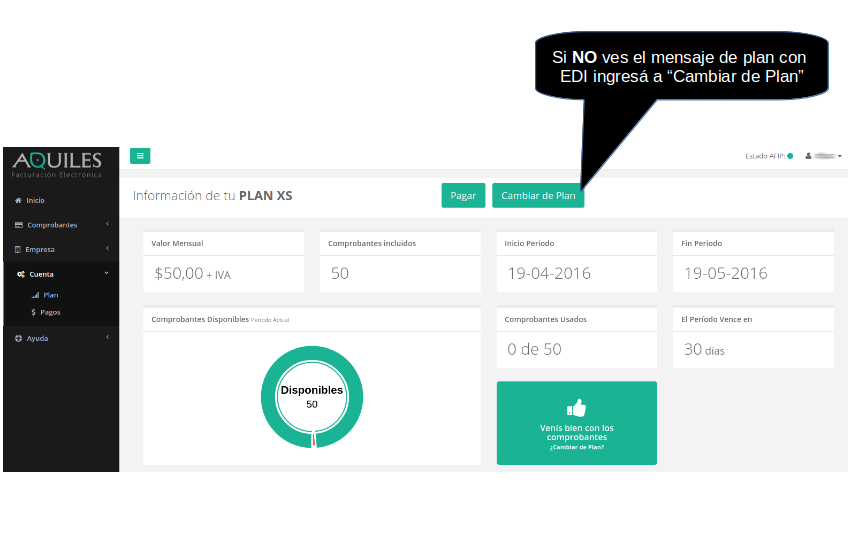 Si NO ves el mensaje de plan con
EDI ingresá a “Cambiar de Plan”
AQUILES
Facturación Electrónica
Estado AFIP:
Inicio
Comprobantes
Empresa
Cuenta
Plan
Pagos
Ayuda
Información de tu PLAN XS
Pagar
Cambiar de Plan
Valor Mensual
$50,00 + IVA
Comprobantes incluidos
50
Inicio Periodo
19-04-2016
Fin Periodo
19-05-2016
Comprobantes Disponibles Periodo Actual
Disponibles
50
Comprobantes Usados
0 de 50
El Período Vence en
30 días
Venís bien con los
comprobantes
¿Cambiar de Plan?